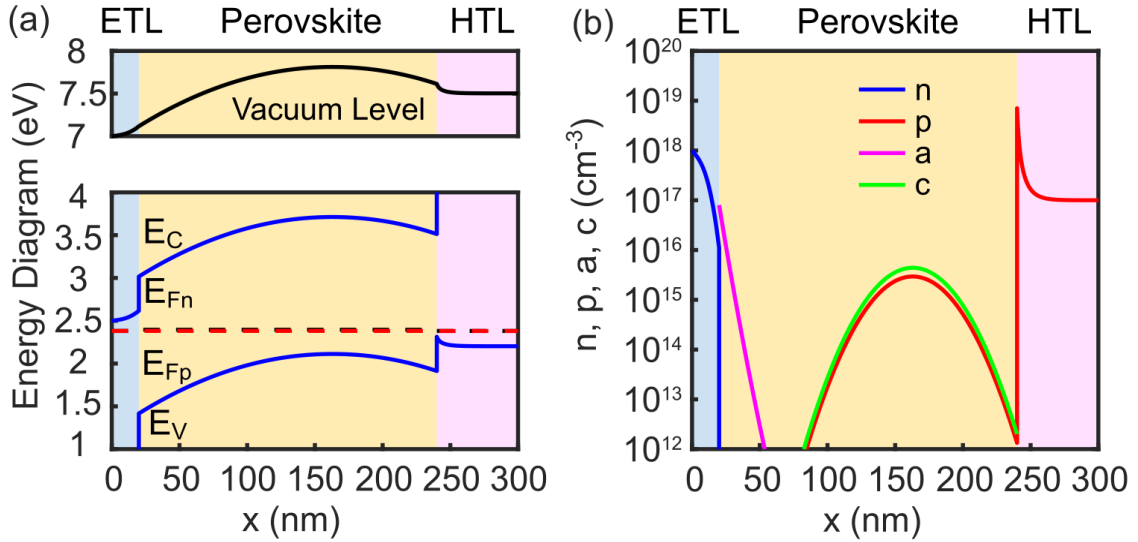 (a) ETL Perovskite HTL
8
7.5
7
Vacuum Level
4
3.5
3
2.5
2
1.5
1
E_C
E_Fn
E_Fp
E_V
Energy Diagram (eV)
0 50 100 150 200 250 300
x (nm)
(b) ETL Perovskite HTL
10^20
10^19
10^18
10^17
10^16
10^15
10^14
10^13
10^12
n
p
a
c
n, p, a, c (cm^-3)
0 50 100 150 200 250 300
x (nm)